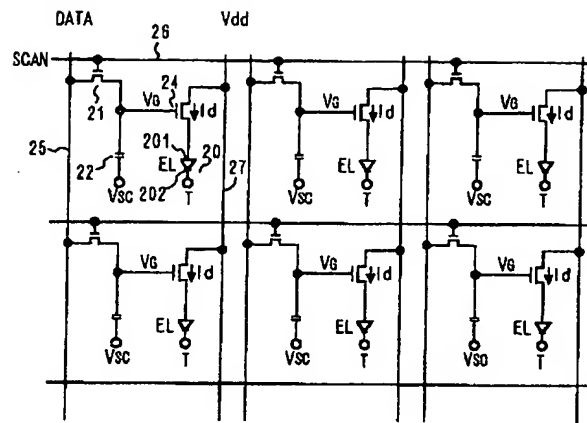 DATA 26 Vdd
SCAN
21 VG 24 Id VG Id VG Id
25 22 201 EL 20 27 EL EL
202
VSC T VSC T VSC T
VG Id VG Id VG Id
EL EL EL
VSC T VSC T VSC T